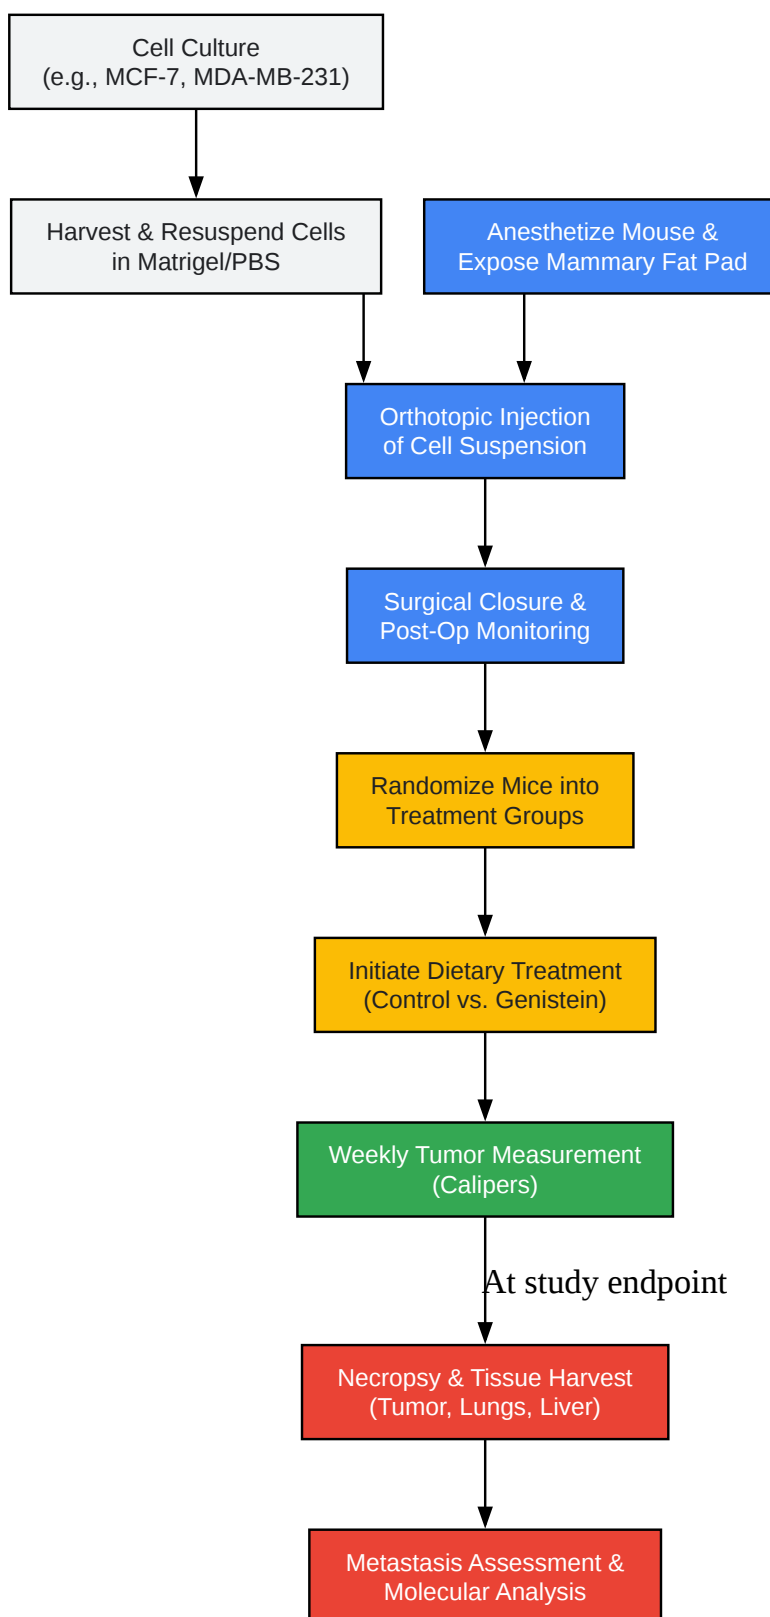 Cell Culture
(e.g., MCF-7, MDA-MB-231)
Harvest & Resuspend Cells
in Matrigel/PBS
Anesthetize Mouse &
Expose Mammary Fat Pad
Orthotopic Injection
of Cell Suspension
Surgical Closure &
Post-Op Monitoring
Randomize Mice into
Treatment Groups
Initiate Dietary Treatment
(Control vs. Genistein)
Weekly Tumor Measurement
(Calipers)
At study endpoint
Necropsy & Tissue Harvest
(Tumor, Lungs, Liver)
Metastasis Assessment &
Molecular Analysis